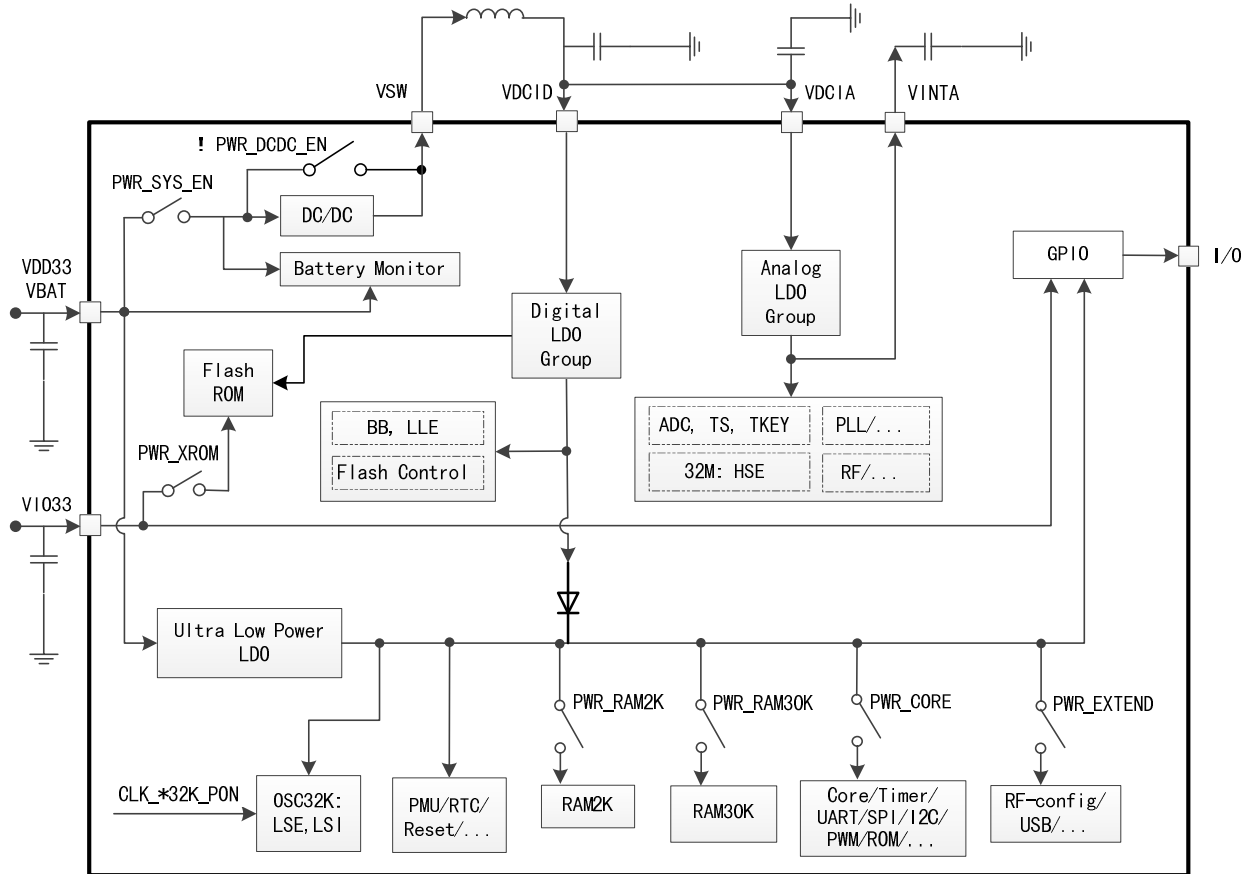 VSW
VDCID
VDCIA
VINTA
! PWR_DCDC_EN
PWR_SYS_EN
DC/DC
Battery Monitor
VDD33
VBAT
Flash
ROM
Digital
LDO
Group
Analog
LDO
Group
GPIO
I/O
BB, LLE
Flash Control
ADC, TS, TKEY
PLL/...
32M: HSE
RF/...
PWR_XROM
VIO33
Ultra Low Power
LDO
PWR_RAM2K
PWR_RAM30K
PWR_CORE
PWR_EXTEND
CLK_*32K_PON
OSC32K:
LSE,LSI
PMU/RTC/
Reset/...
RAM2K
RAM30K
Core/Timer/
UART/SPI/I2C/
PWM/ROM/
...
RF-config/
USB/...